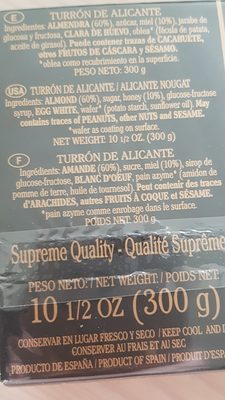 E TURRÓN DE ALICANTE
Ingredientes: ALMENDRA (60%), azúcar, miel (10%), jarabe de
glucosa y fructosa, CLARA DE HUEVO, oblea* (fécula de patata,
aceite de girasol). Puede contener trazas de CACAHUETE,
otros FRUTOS DE CÁSCARA y SÉSAMO.
*oblea como recubrimiento en la superficie.
PESO NETO: 300 g
USA TURRÓN DE ALICANTE / ALICANTE NOUGAT
Ingredients: ALMOND (60%), sugar, honey (10%), glucose-fructose
syrup, EGG WHITE, wafer* (potato starch, sunflower oil). May
contains traces of PEANUTS, other NUTS and SESAME.
*wafer as coating on surface.
NET WEIGHT: 10 1/2 OZ. (300 g)
F TURRÓN DE ALICANTE
Ingrédients: AMANDE (60%), sucre, miel (10%), sirop de
glucose-fructose, BLANC D'OEUF, pain azyme* (amidon de
pomme de terre, huile de tournesol). Peut contenir des traces
d'ARACHIDES, autres FRUITS À COQUE et SÉSAME.
*pain azyme comme enrobage dans le surface.
POIDS NET: 300 g
Supreme Quality - Qualité Suprême
PESO NETO: / NET WEIGHT: / POIDS NET:
10 1/2 OZ (300 g)
CONSERVAR EN LUGAR FRESCO Y SECO / KEEP COOL AND
CONSERVER AU FRAIS ET AU SEC
PRODUCTO DE ESPAÑA / PRODUCT OF SPAIN / PRODUIT D'ESP